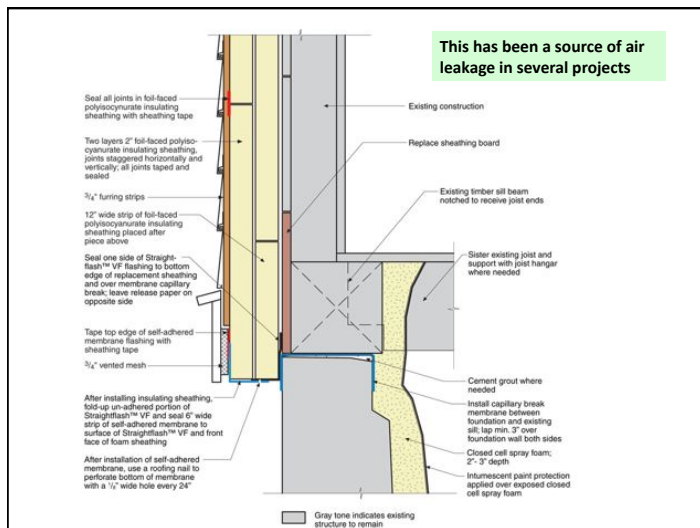 This has been a source of air
leakage in several projects
Seal all joints in foil-faced
polyisocynurate insulating
sheathing with sheathing tape
Two layers 2" foil-faced polyiso-
cyanurate insulating sheathing,
joints staggered horizontally and
vertically; all joints taped and
sealed
3/4" furring strips
12" wide strip of foil-faced
polyisocyanurate insulating
sheathing placed after
piece above
Seal one side of Straight-
flash™ VF flashing to bottom
edge of replacement sheathing
and over membrane capillary
break; leave release paper on
opposite side
Tape top edge of self-adhered
membrane flashing with
sheathing tape
3/4" vented mesh
After installing insulating sheathing,
fold-up un-adhered portion of
Straightflash™ VF and seal 6" wide
strip of self-adhered membrane to
surface of Straightflash™ VF and front
face of foam sheathing
After installation of self-adhered
membrane, use a roofing nail to
perforate bottom of membrane
with a 1/8" wide hole every 24"
Existing construction
Replace sheathing board
Existing timber sill beam
notched to receive joist ends
Sister existing joist and
support with joist hangar
where needed
Cement grout where
needed
Install capillary break
membrane between
foundation and existing
sill; lap min. 3" over
foundation wall both sides
Closed cell spray foam;
2"- 3" depth
Intumescent paint protection
applied over exposed closed
cell spray foam
Gray tone indicates existing
structure to remain